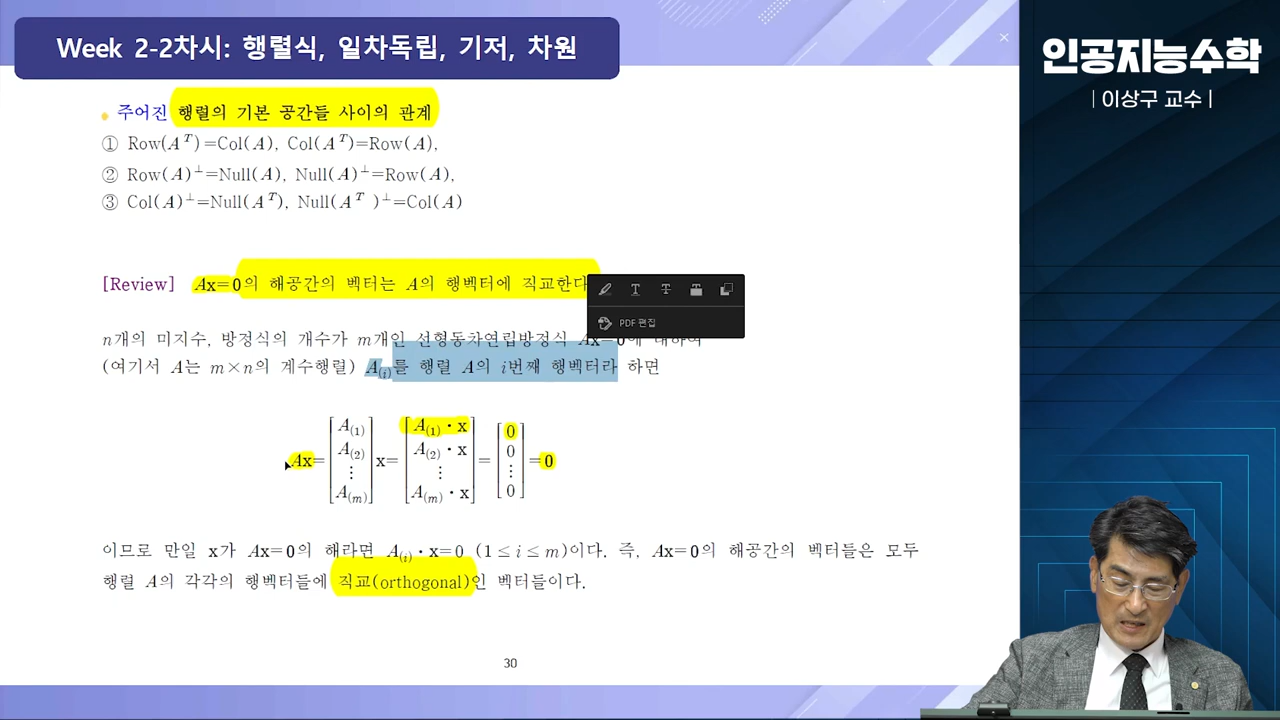 Week 2-2차시: 행렬식, 일차독립, 기저, 차원
인공지능수학
| 이상구 교수 |
• 주어진 행렬의 기본 공간들 사이의 관계
① Row(Aᵀ)=Col(A), Col(Aᵀ)=Row(A),
② Row(A)⊥=Null(A), Null(A)⊥=Row(A),
③ Col(A)⊥=Null(Aᵀ), Null(Aᵀ )⊥=Col(A)
[Review] Ax=0의 해공간의 벡터는 A의 행벡터에 직교한다
PDF 편집
n개의 미지수, 방정식의 개수가 m개인 선형동차연립방정식 Ax=0에 대하여
(여기서 A는 m×n의 계수행렬) A(i)를 행렬 A의 i번째 행벡터라 하면
Ax= [A(1) A(2) ⋮ A(m)] x= [A(1)·x A(2)·x ⋮ A(m)·x] = [0 0 ⋮ 0] =0
이므로 만일 x가 Ax=0의 해라면 A(i)·x=0 (1≤i≤m)이다. 즉, Ax=0의 해공간의 벡터들은 모두
행렬 A의 각각의 행벡터들에 직교(orthogonal)인 벡터들이다.
30